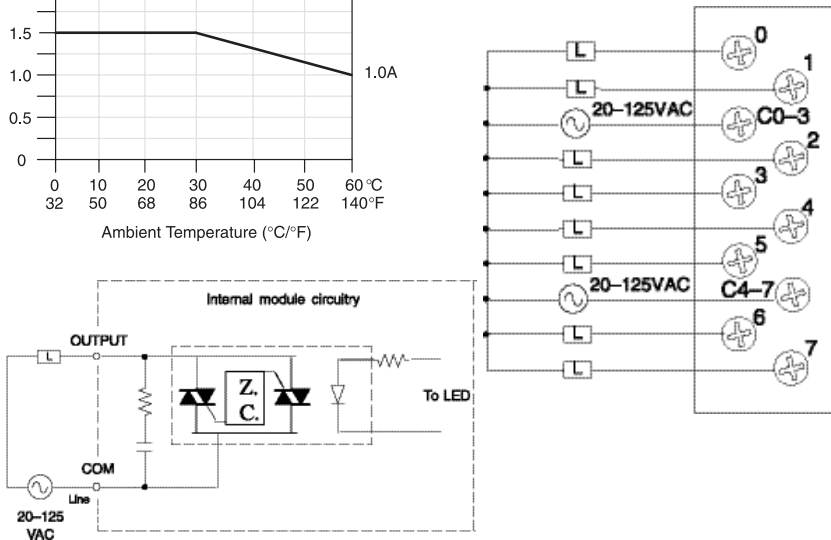 1.5
1.0
0.5
0
1.0A
0 10 20 30 40 50 60 °C
32 50 68 86 104 122 140°F
Ambient Temperature (°C/°F)
L 0
L 1
20–125VAC C0–3
L 2
L 3
L 4
L 5
20–125VAC C4–7
L 6
L 7
Internal module circuitry
OUTPUT
L
Z.
C.
To LED
COM
Line
20–125
VAC